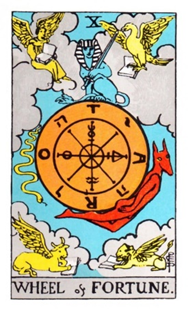 X
T
ה י
O A
ו ה
R
WHEEL of FORTUNE.